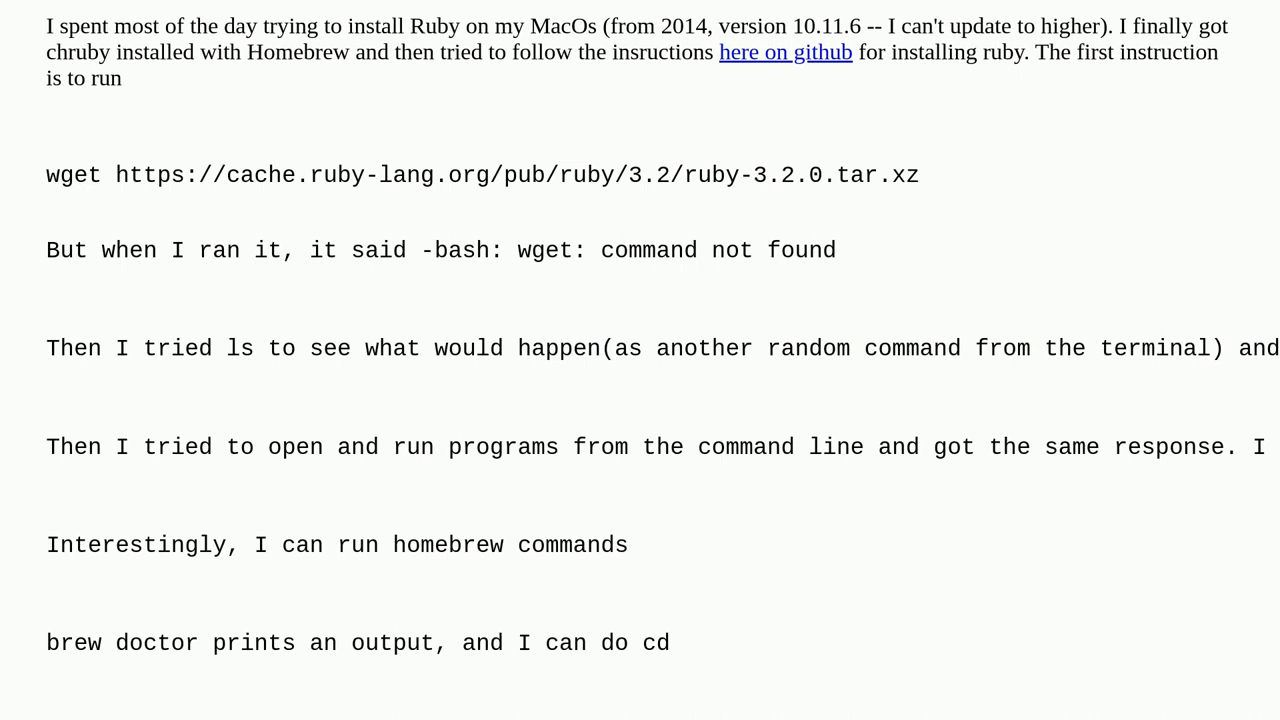 I spent most of the day trying to install Ruby on my MacOs (from 2014, version 10.11.6 -- I can't update to higher). I finally got
chruby installed with Homebrew and then tried to follow the insructions here on github for installing ruby. The first instruction
is to run
wget https://cache.ruby-lang.org/pub/ruby/3.2/ruby-3.2.0.tar.xz
But when I ran it, it said -bash: wget: command not found
Then I tried ls to see what would happen(as another random command from the terminal) and
Then I tried to open and run programs from the command line and got the same response. I
Interestingly, I can run homebrew commands
brew doctor prints an output, and I can do cd